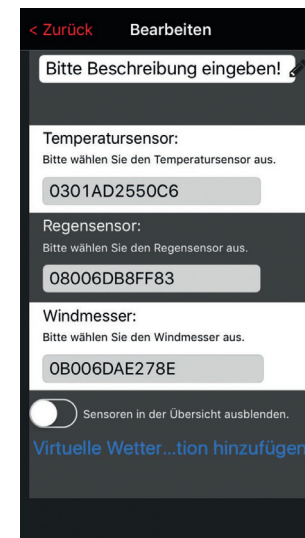 < Zurück Bearbeiten
Bitte Beschreibung eingeben!
Temperatursensor:
Bitte wählen Sie den Temperatursensor aus.
0301AD2550C6
Regensensor:
Bitte wählen Sie den Regensensor aus.
08006DB8FF83
Windmesser:
Bitte wählen Sie den Windmesser aus.
0B006DAE278E
Sensoren in der Übersicht ausblenden.
Virtuelle Wetter...tion hinzufügen